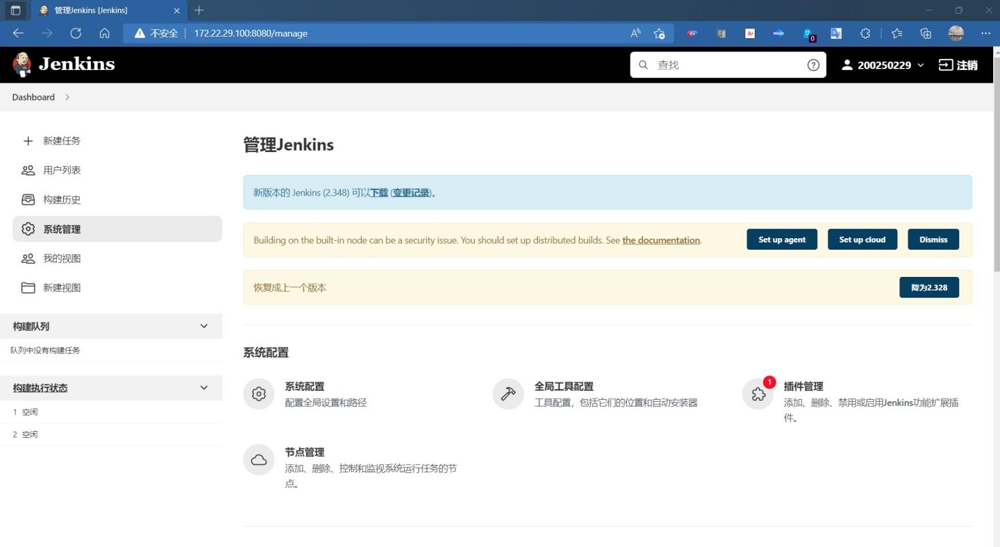 管理Jenkins [Jenkins]
不安全 172.22.29.100:8080/manage
0
Jenkins
查找
200250229
注销
Dashboard
新建任务
用户列表
构建历史
系统管理
我的视图
新建视图
构建队列
队列中没有构建任务
构建执行状态
1 空闲
2 空闲
管理Jenkins
新版本的 Jenkins (2.348) 可以下载 (变更记录)。
Building on the built-in node can be a security issue. You should set up distributed builds. See the documentation.
Set up agent
Set up cloud
Dismiss
恢复成上一个版本
降为2.328
系统配置
系统配置
配置全局设置和路径
全局工具配置
工具配置，包括它们的位置和自动安装器
1
插件管理
添加、删除、禁用或启用Jenkins功能扩展插
件。
节点管理
添加、删除、控制和监视系统运行任务的节
点。